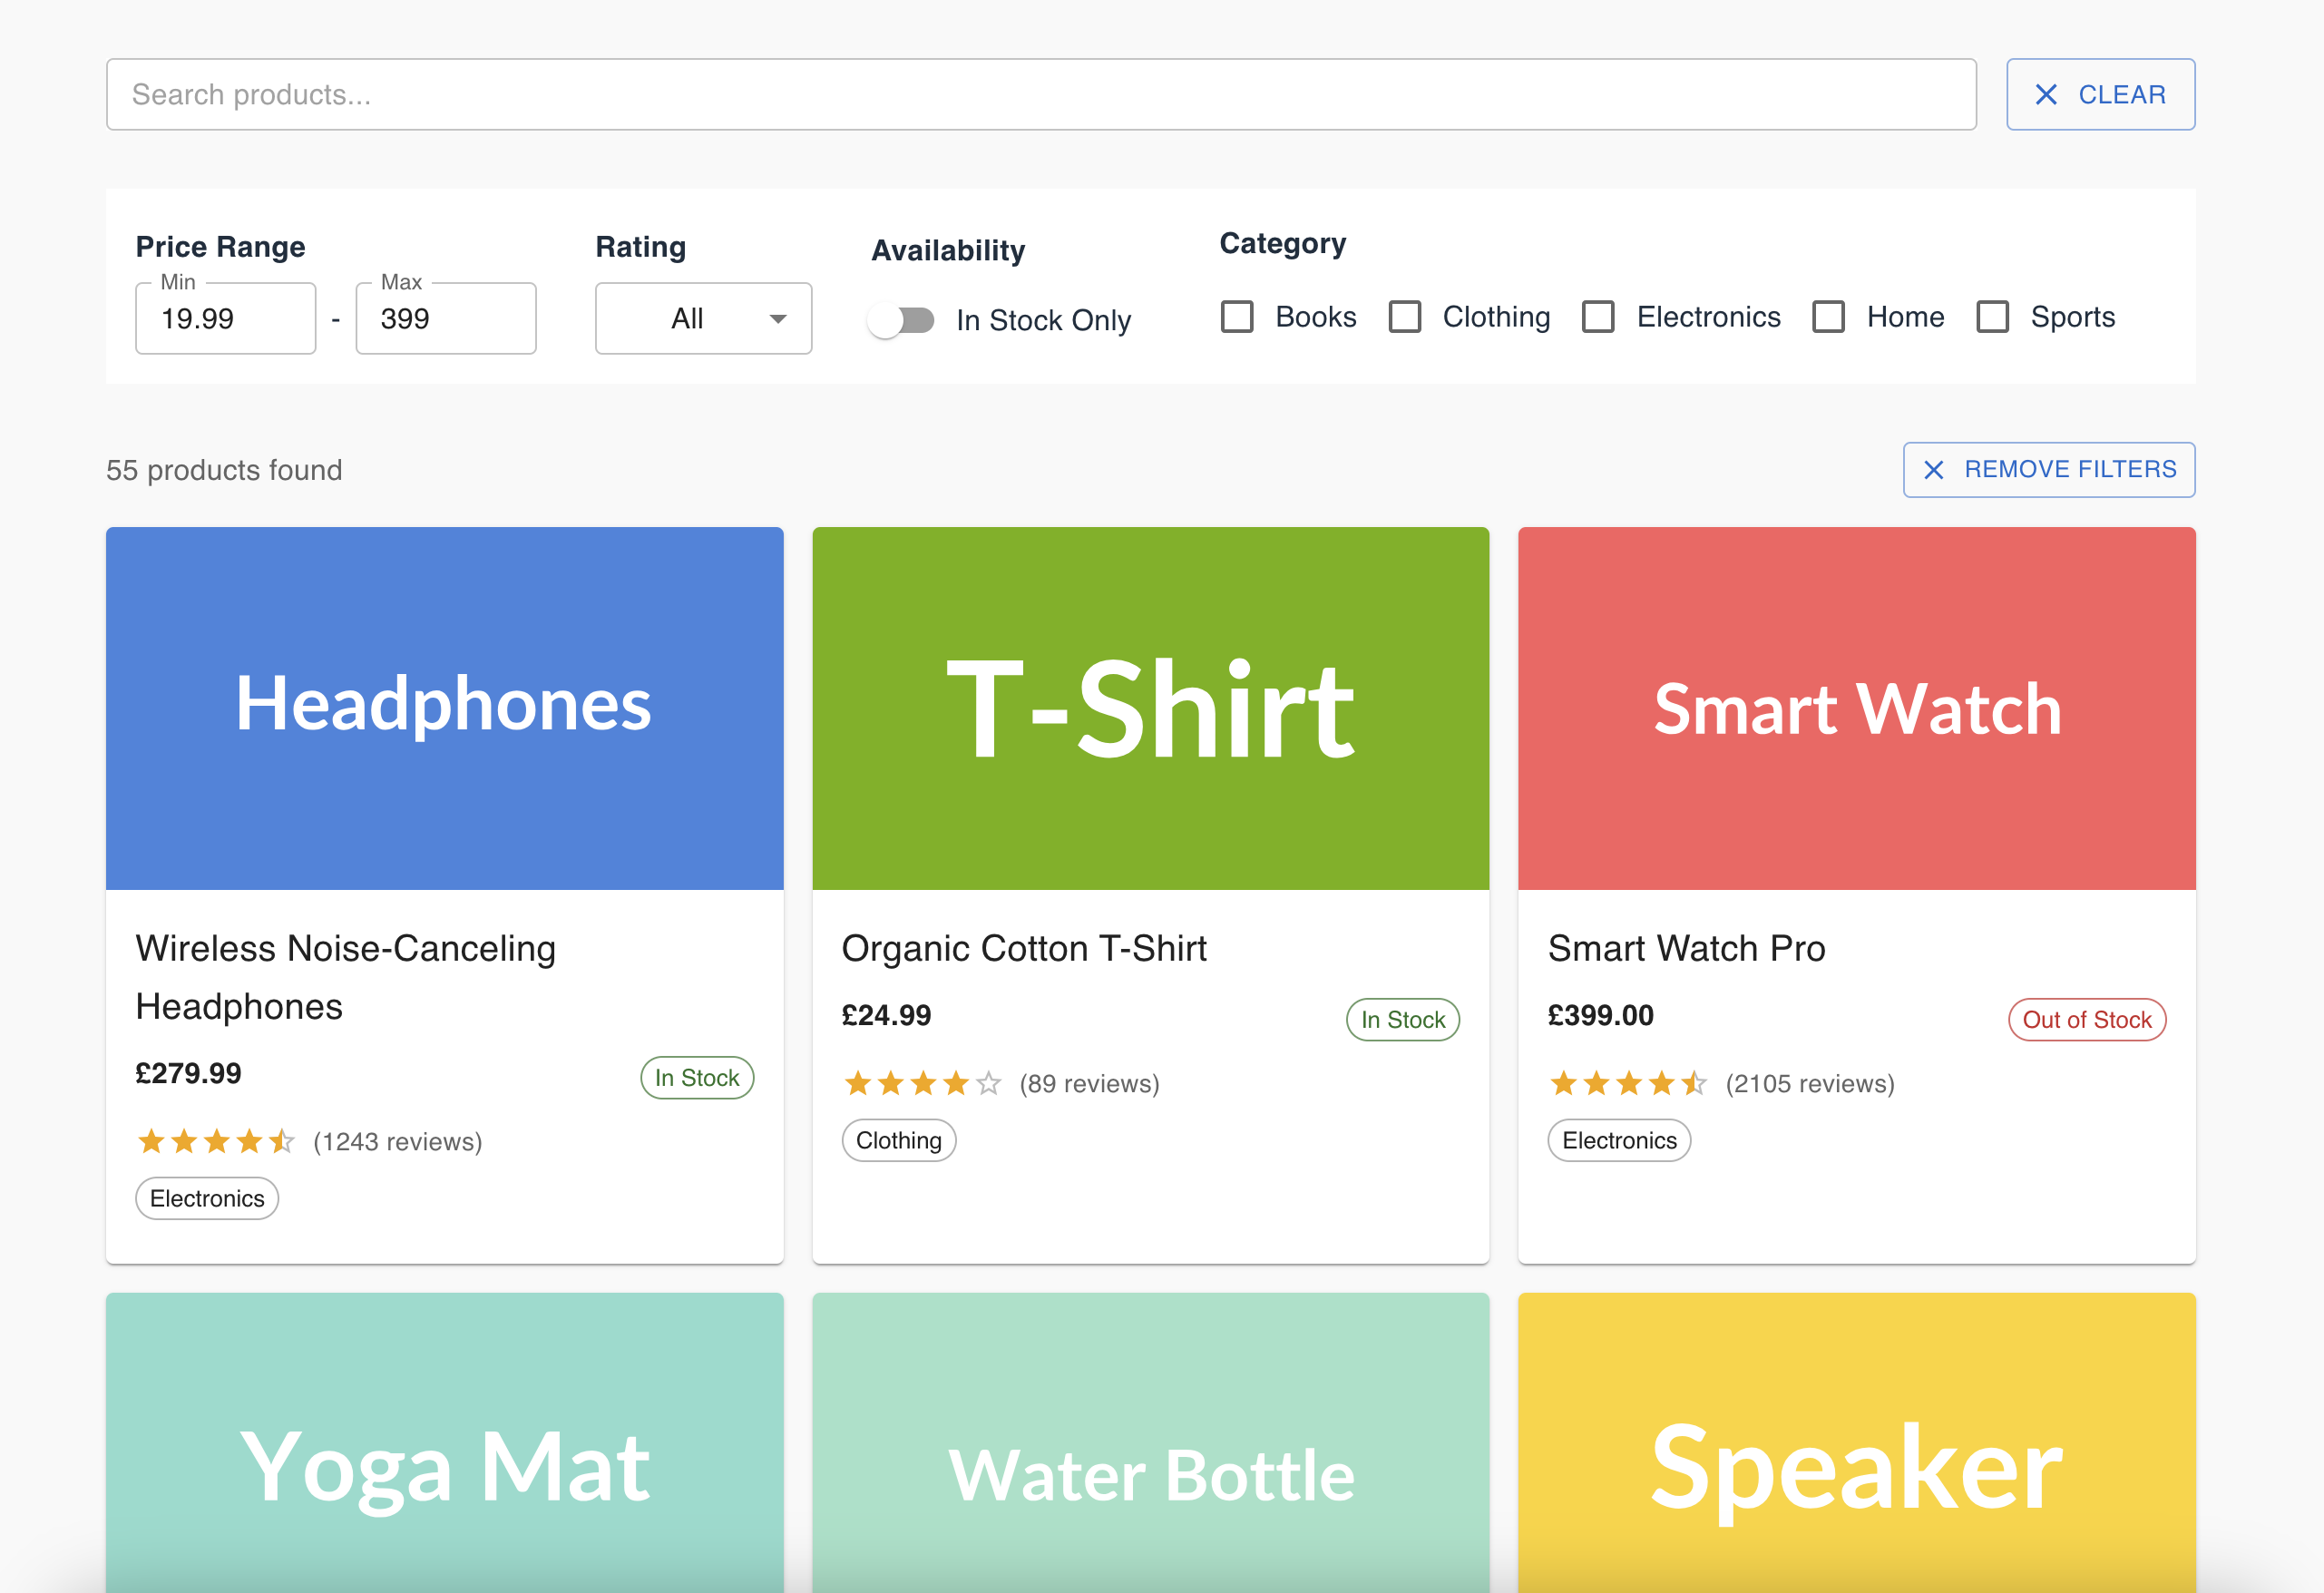 Search products...
CLEAR
Price Range
Rating
Availability
Category
Min
Max
19.99 - 399
All
In Stock Only
Books
Clothing
Electronics
Home
Sports
55 products found
REMOVE FILTERS
Headphones
Wireless Noise-Canceling
Headphones
£279.99
In Stock
(1243 reviews)
Electronics
T-Shirt
Organic Cotton T-Shirt
£24.99
In Stock
(89 reviews)
Clothing
Smart Watch
Smart Watch Pro
£399.00
Out of Stock
(2105 reviews)
Electronics
Yoga Mat
Water Bottle
Speaker